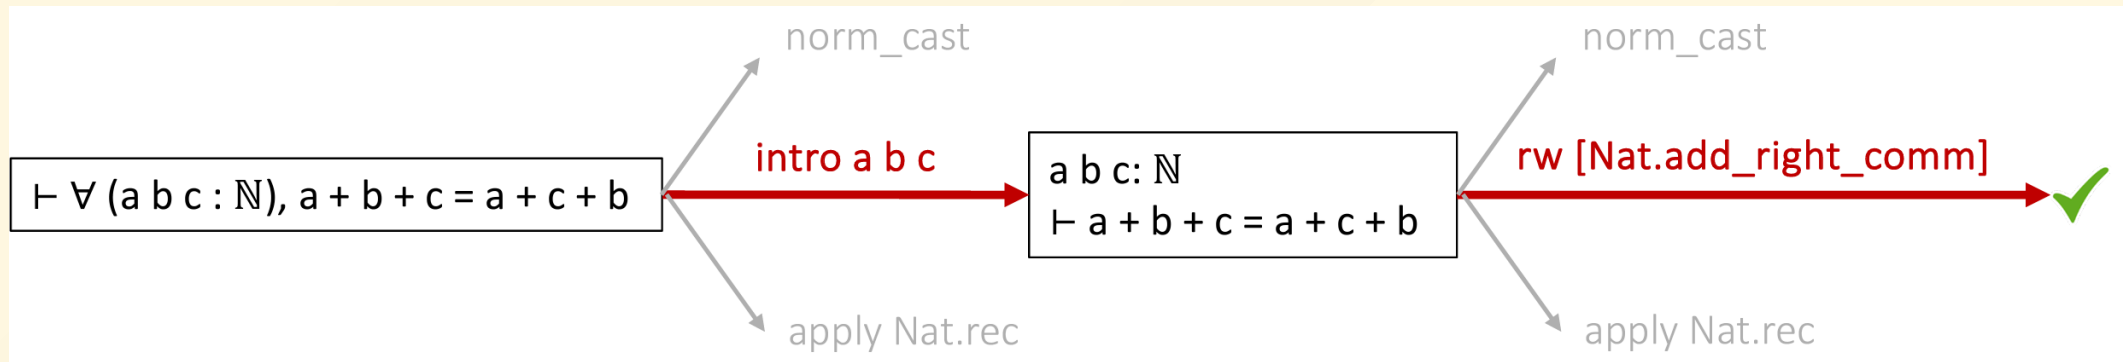 norm_cast
norm_cast
intro a b c
rw [Nat.add_right_comm]
⊢ ∀ (a b c : ℕ), a + b + c = a + c + b
a b c: ℕ
⊢ a + b + c = a + c + b
apply Nat.rec
apply Nat.rec